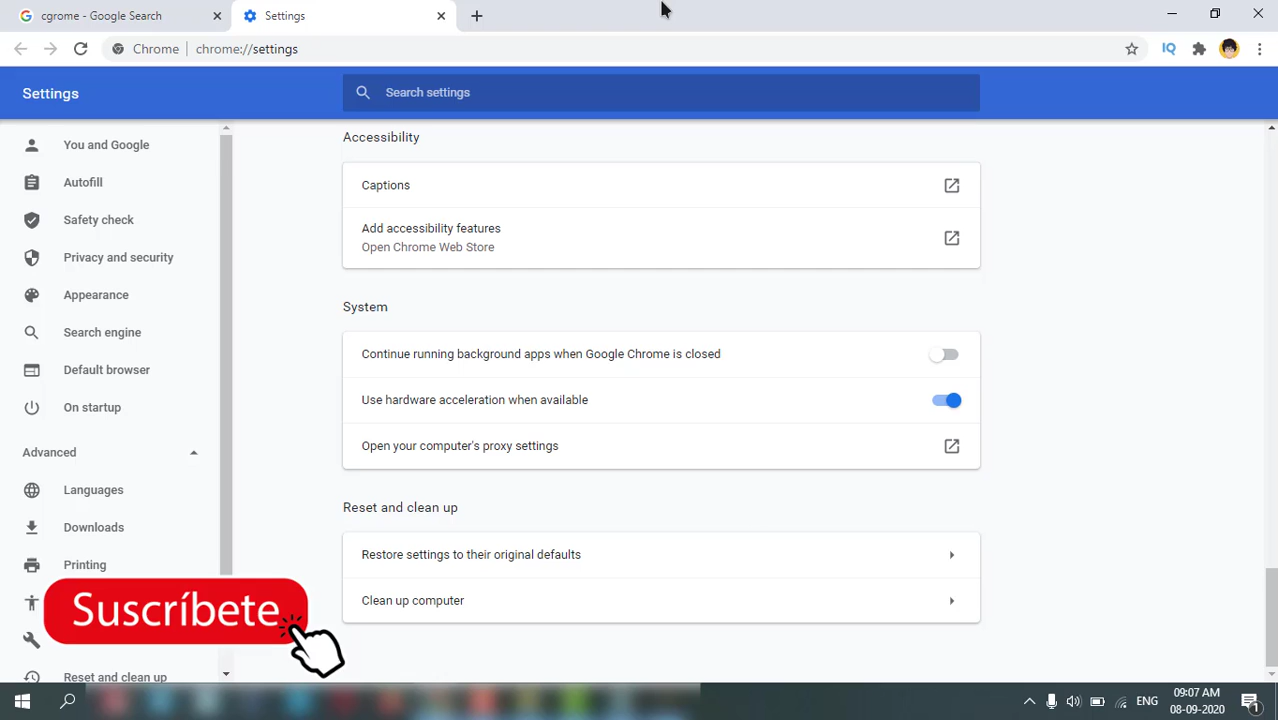 cgrome - Google Search
Settings
Chrome
chrome://settings
IQ
Settings
Search settings
You and Google
Autofill
Safety check
Privacy and security
Appearance
Search engine
Default browser
On startup
Advanced
Languages
Downloads
Printing
Reset and clean up
Accessibility
Captions
Add accessibility features
Open Chrome Web Store
System
Continue running background apps when Google Chrome is closed
Use hardware acceleration when available
Open your computer's proxy settings
Reset and clean up
Restore settings to their original defaults
Clean up computer
Suscríbete
ENG
09:07 AM
08-09-2020
1